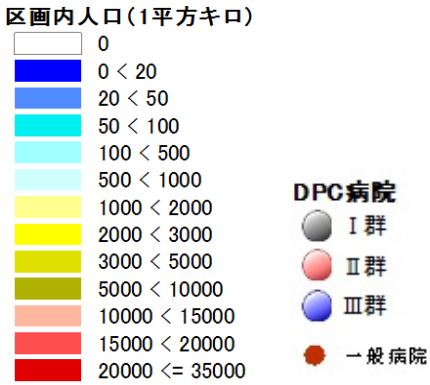 区画内人口(1平方キロ)
0
0 < 20
20 < 50
50 < 100
100 < 500
500 < 1000
1000 < 2000
2000 < 3000
3000 < 5000
5000 < 10000
10000 < 15000
15000 < 20000
20000 <= 35000
DPC病院
Ⅰ群
Ⅱ群
Ⅲ群
一般病院